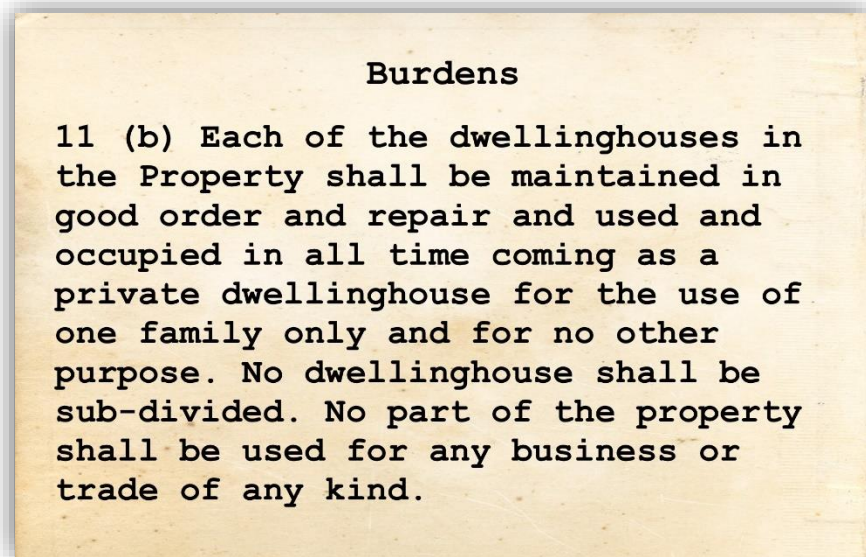 Burdens
11 (b) Each of the dwellinghouses in
the Property shall be maintained in
good order and repair and used and
occupied in all time coming as a
private dwellinghouse for the use of
one family only and for no other
purpose. No dwellinghouse shall be
sub-divided. No part of the property
shall be used for any business or
trade of any kind.